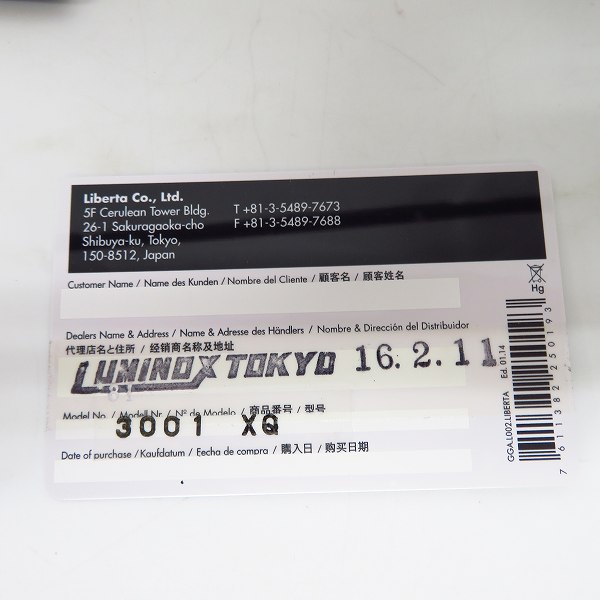 Liberta Co., Ltd.
5F Cerulean Tower Bldg. T +81-3-5489-7673
26-1 Sakuragaoka-cho F +81-3-5489-7688
Shibuya-ku, Tokyo,
150-8512, Japan
Customer Name / Name des Kunden / Nombre del Cliente / 顧客名 / 顾客姓名
Hg
Dealers Name & Address / Name & Adresse des Händlers / Nombre & Dirección del Distribuidor
代理店名と住所 / 经销商名称及地址
LUMINOX TOKYO 16. 2. 11
Model No. / Modell Nr. / Nº de Modelo / 商品番号 / 型号
3001 XQ
Date of purchase / Kaufdatum / Fecha de compra / 購入日 / 购买日期
GGA.L002.LIBERTA Ed. 01.14
7 611382 250193